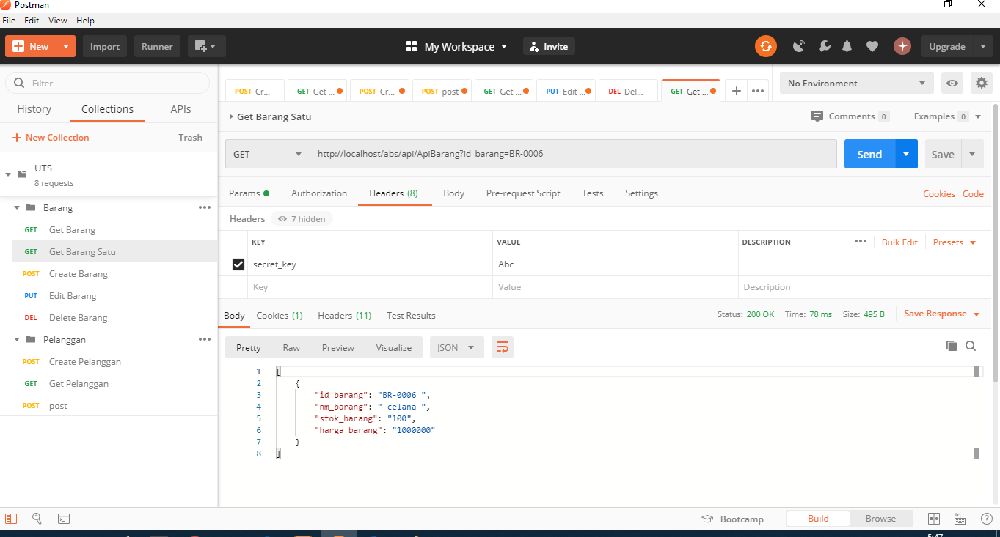 Postman
File Edit View Help
New Import Runner My Workspace Invite Upgrade
Filter
History Collections APIs
New Collection Trash
UTS
8 requests
Barang
GET Get Barang
GET Get Barang Satu
POST Create Barang
PUT Edit Barang
DEL Delete Barang
Pelanggan
POST Create Pelanggan
GET Get Pelanggan
POST post
POST Cr... GET Get ... POST Cr... POST post GET Get ... PUT Edit ... DEL Del... GET Get ... No Environment
Get Barang Satu Comments 0 Examples 0
GET http://localhost/abs/api/ApiBarang?id_barang=BR-0006 Send Save
Params Authorization Headers (8) Body Pre-request Script Tests Settings Cookies Code
Headers 7 hidden
KEY VALUE DESCRIPTION Bulk Edit Presets
secret_key Abc
Key Value Description
Body Cookies (1) Headers (11) Test Results Status: 200 OK Time: 78 ms Size: 495 B Save Response
Pretty Raw Preview Visualize JSON
1 [
2 {
3 "id_barang": "BR-0006 ",
4 "nm_barang": " celana ",
5 "stok_barang": "100",
6 "harga_barang": "1000000"
7 }
8 ]
Bootcamp Build Browse